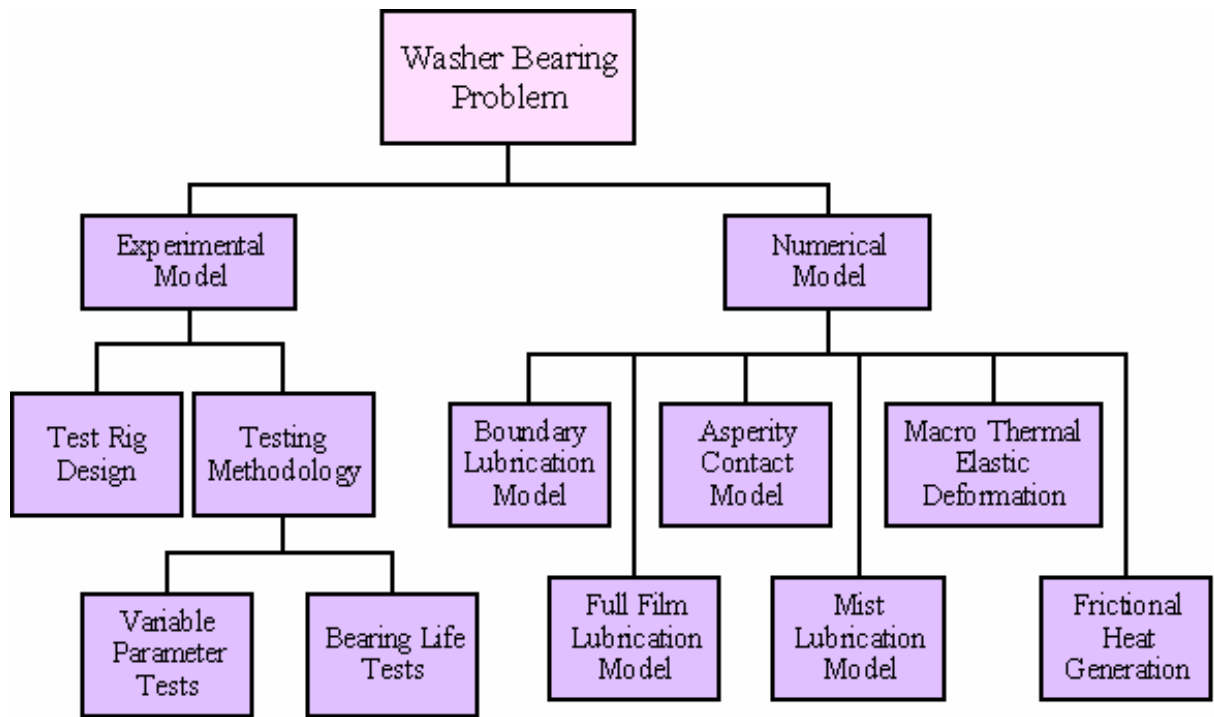 Washer Bearing
Problem
Experimental
Model
Numerical
Model
Test Rig
Design
Testing
Methodology
Boundary
Lubrication
Model
Asperity
Contact
Model
Macro Thermal
Elastic
Deformation
Variable
Parameter
Tests
Bearing Life
Tests
Full Film
Lubrication
Model
Mist
Lubrication
Model
Frictional
Heat
Generation